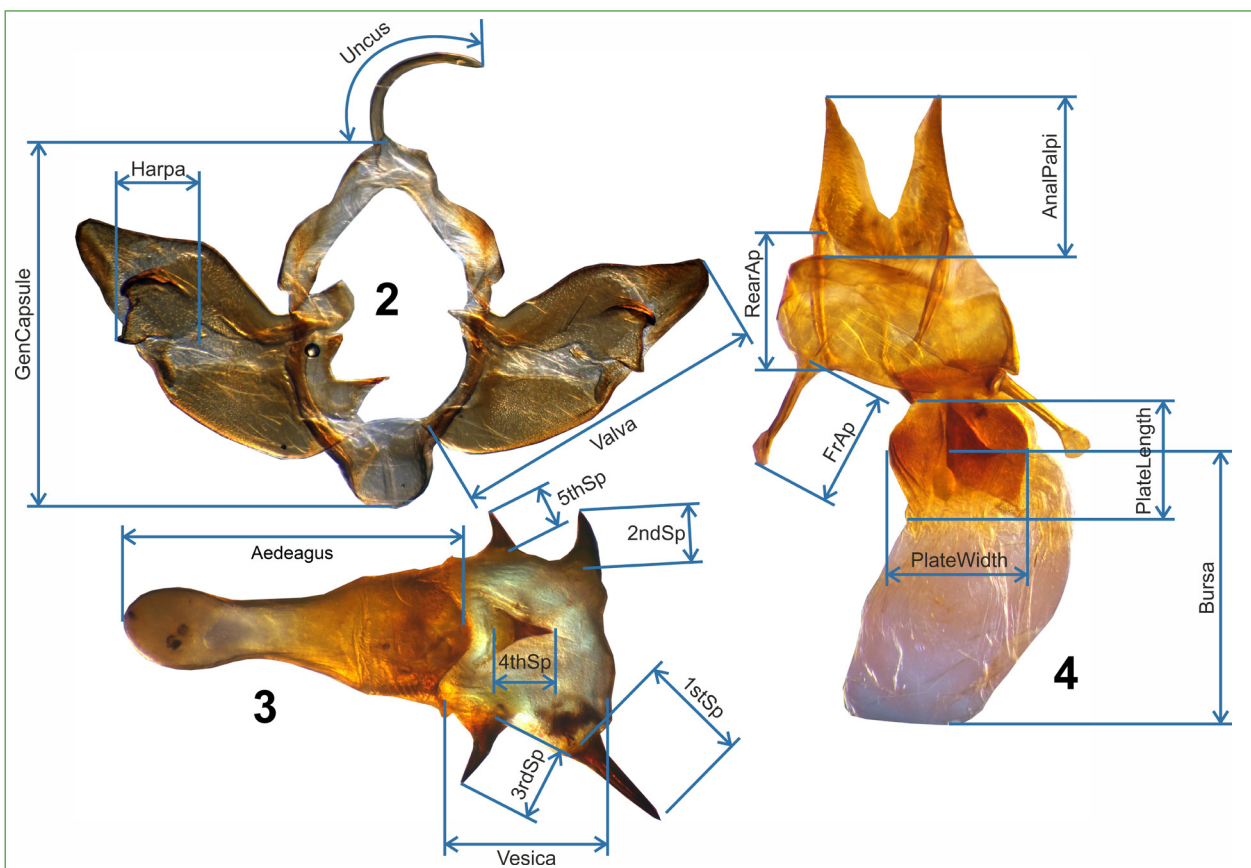 Uncus
Harpa
GenCapsule
2
Valva
AnalPalpi
RearAp
FrAp
PlateLength
PlateWidth
Bursa
4
Aedeagus
5thSp
2ndSp
4thSp
1stSp
3rdSp
Vesica
3